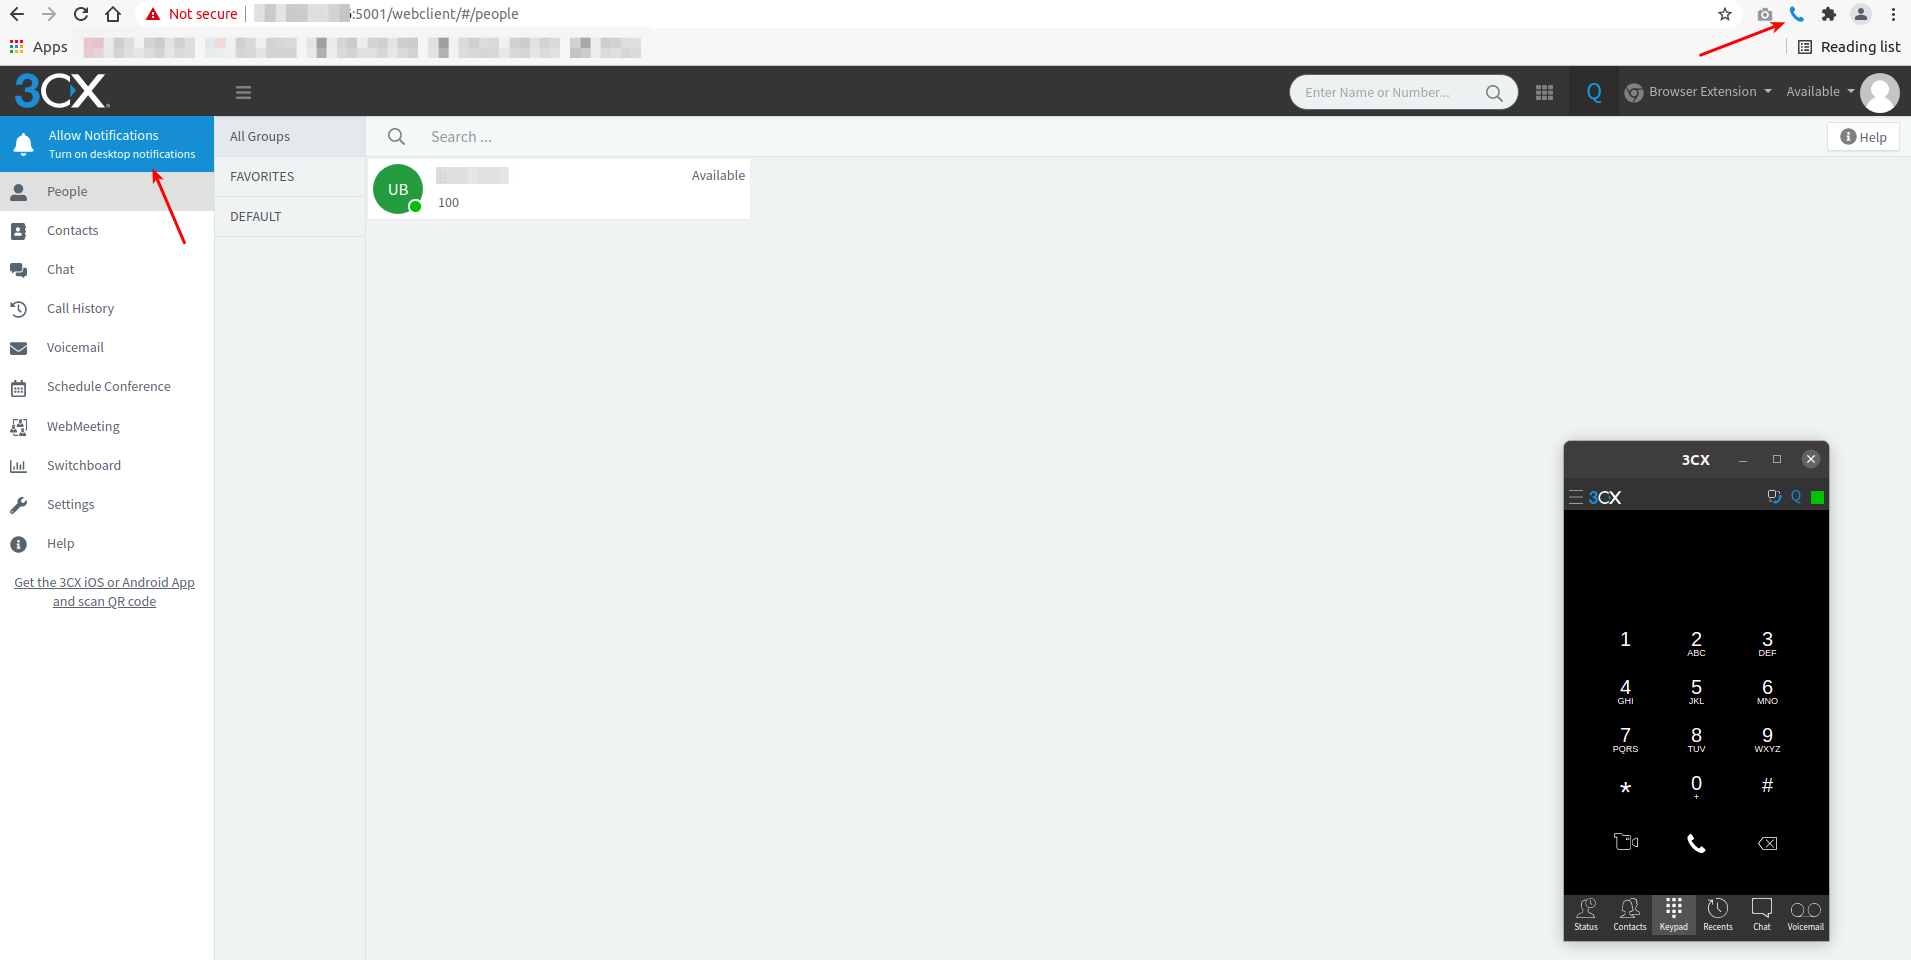 Not secure
:5001/webclient/#/people
Apps
Reading list
3CX
Enter Name or Number...
Q
Browser Extension
Available
Allow Notifications
Turn on desktop notifications
People
Contacts
Chat
Call History
Voicemail
Schedule Conference
WebMeeting
Switchboard
Settings
Help
Get the 3CX iOS or Android App
and scan QR code
All Groups
FAVORITES
DEFAULT
Search ...
Help
UB
Available
100
3CX
3CX
Q
1
2
3
ABC
DEF
4
5
6
GHI
JKL
MNO
7
8
9
PQRS
TUV
WXYZ
*
0
#
+
Status
Contacts
Keypad
Recents
Chat
Voicemail